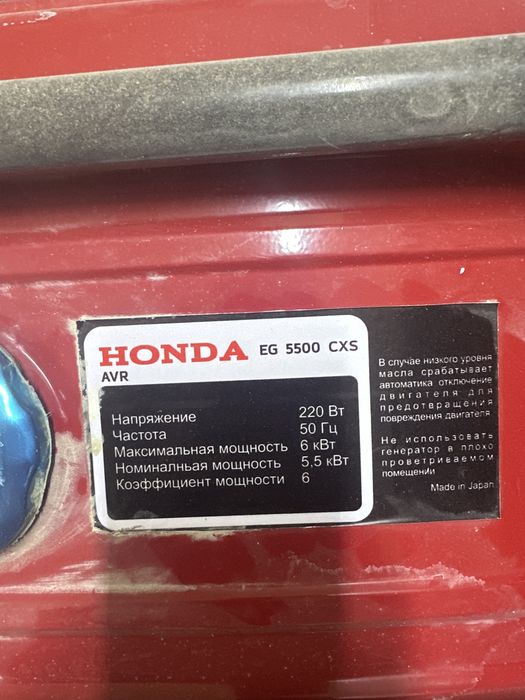 HONDA EG 5500 CXS
AVR
Напряжение 220 Вт
Частота 50 Гц
Максимальная мощность 6 кВт
Номиналньая мощность 5,5 кВт
Коэффициент мощности 6
В случае низкого уровня
масла срабатывает
автоматика отключение
двигателя для
предотвращения
повреждения двигателя.
Не использовать
генератор в плохо
проветриваемом
помещении
Made in Japan